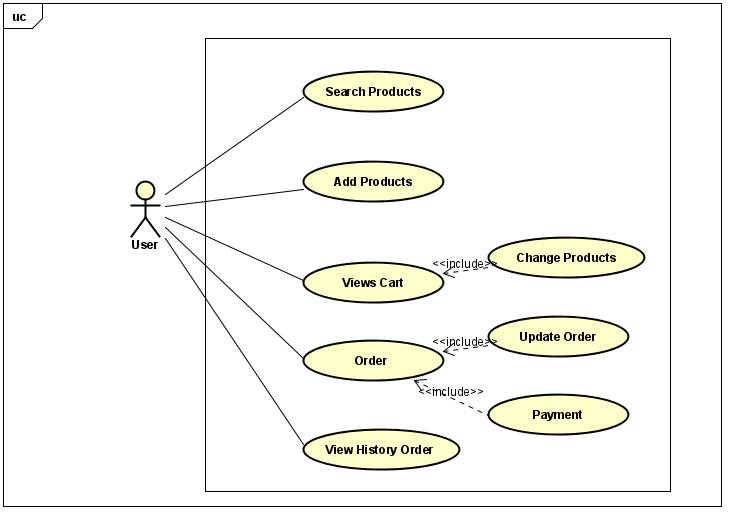 uc
Search Products
Add Products
User
Views Cart
<<include>>
Change Products
Order
<<include>>
Update Order
<<include>>
Payment
View History Order